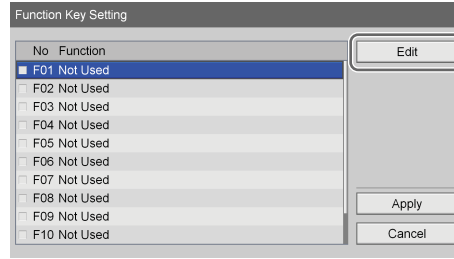 Function Key Setting
No Function
Edit
F01 Not Used
F02 Not Used
F03 Not Used
F04 Not Used
F05 Not Used
F06 Not Used
F07 Not Used
F08 Not Used
Apply
F09 Not Used
F10 Not Used
Cancel